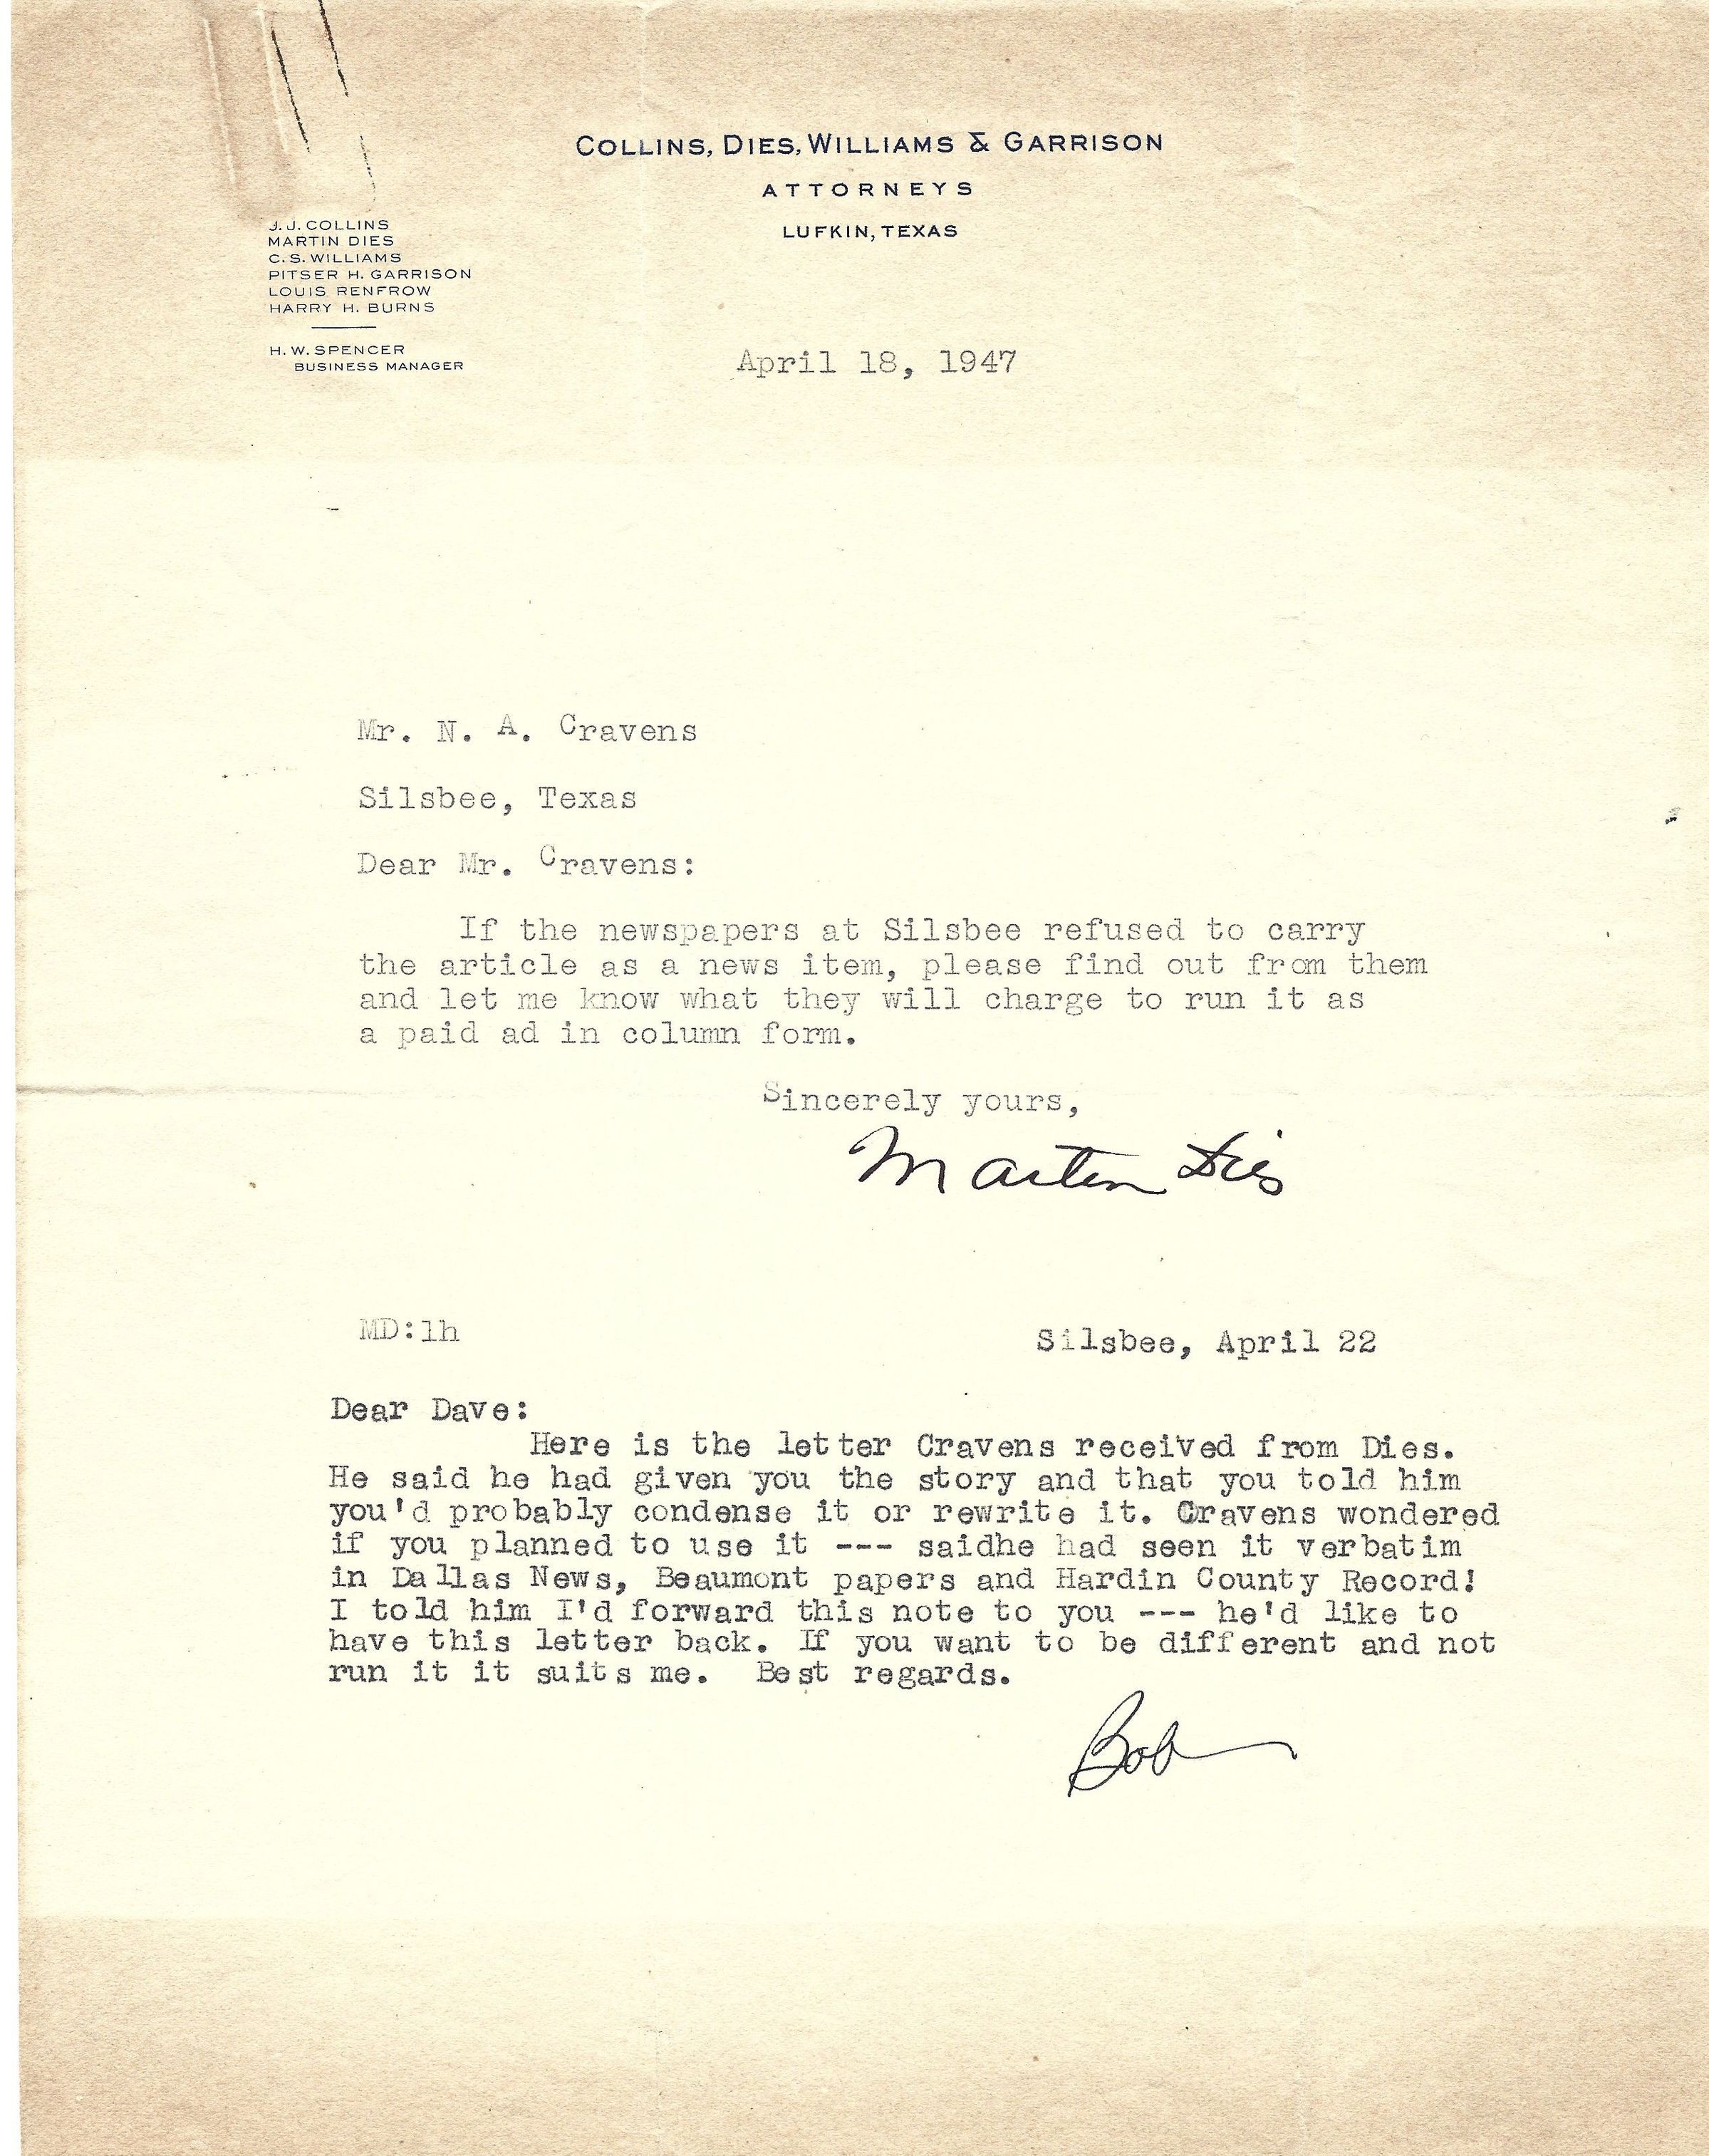 COLLINS, DIES, WILLIAMS & GARRISON
ATTORNEYS
LUFKIN, TEXAS
J. J. COLLINS
MARTIN DIES
C. S. WILLIAMS
PITSER H. GARRISON
LOUIS RENFROW
HARRY H. BURNS
H. W. SPENCER
BUSINESS MANAGER
April 18, 1947
Mr. N. A. Cravens
Silsbee, Texas
Dear Mr. Cravens:
If the newspapers at Silsbee refused to carry
the article as a news item, please find out from them
and let me know what they will charge to run it as
a paid ad in column form.
Sincerely yours,
Martin Dies
MD:lh
Silsbee, April 22
Dear Dave:
Here is the letter Cravens received from Dies.
He said he had given you the story and that you told him
you'd probably condense it or rewrite it. Cravens wondered
if you planned to use it --- saidhe had seen it verbatim
in Dallas News, Beaumont papers and Hardin County Record!
I told him I'd forward this note to you --- he'd like to
have this letter back. If you want to be different and not
run it it suits me. Best regards.
Bob